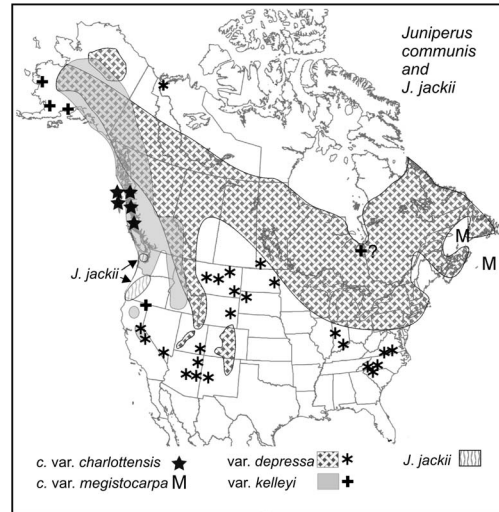 Juniperus
communis
and
J. jackii
?
M
M
J. jackii
c. var. charlottensis
var. depressa
J. jackii
c. var. megistocarpa M
var. kelleyi